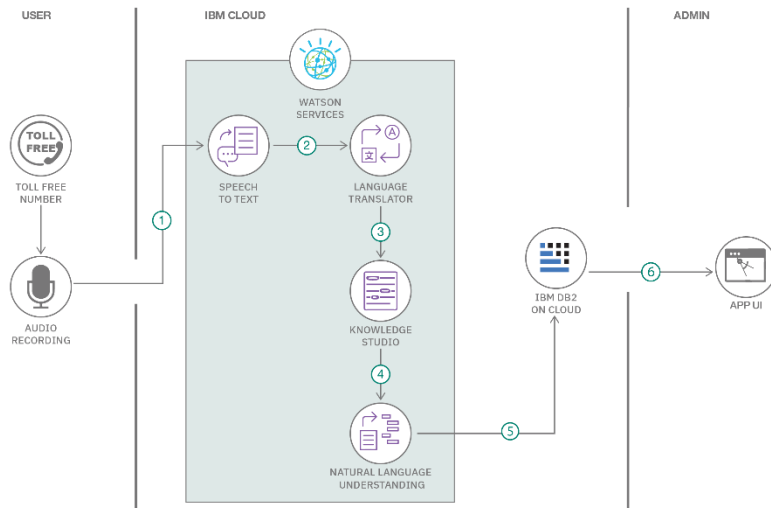 USER
IBM CLOUD
ADMIN
WATSON
SERVICES
TOLL
FREE
TOLL FREE
NUMBER
SPEECH
TO TEXT
2
A
文
LANGUAGE
TRANSLATOR
1
3
AUDIO
RECORDING
KNOWLEDGE
STUDIO
IBM DB2
ON CLOUD
6
APP UI
4
NATURAL LANGUAGE
UNDERSTANDING
5